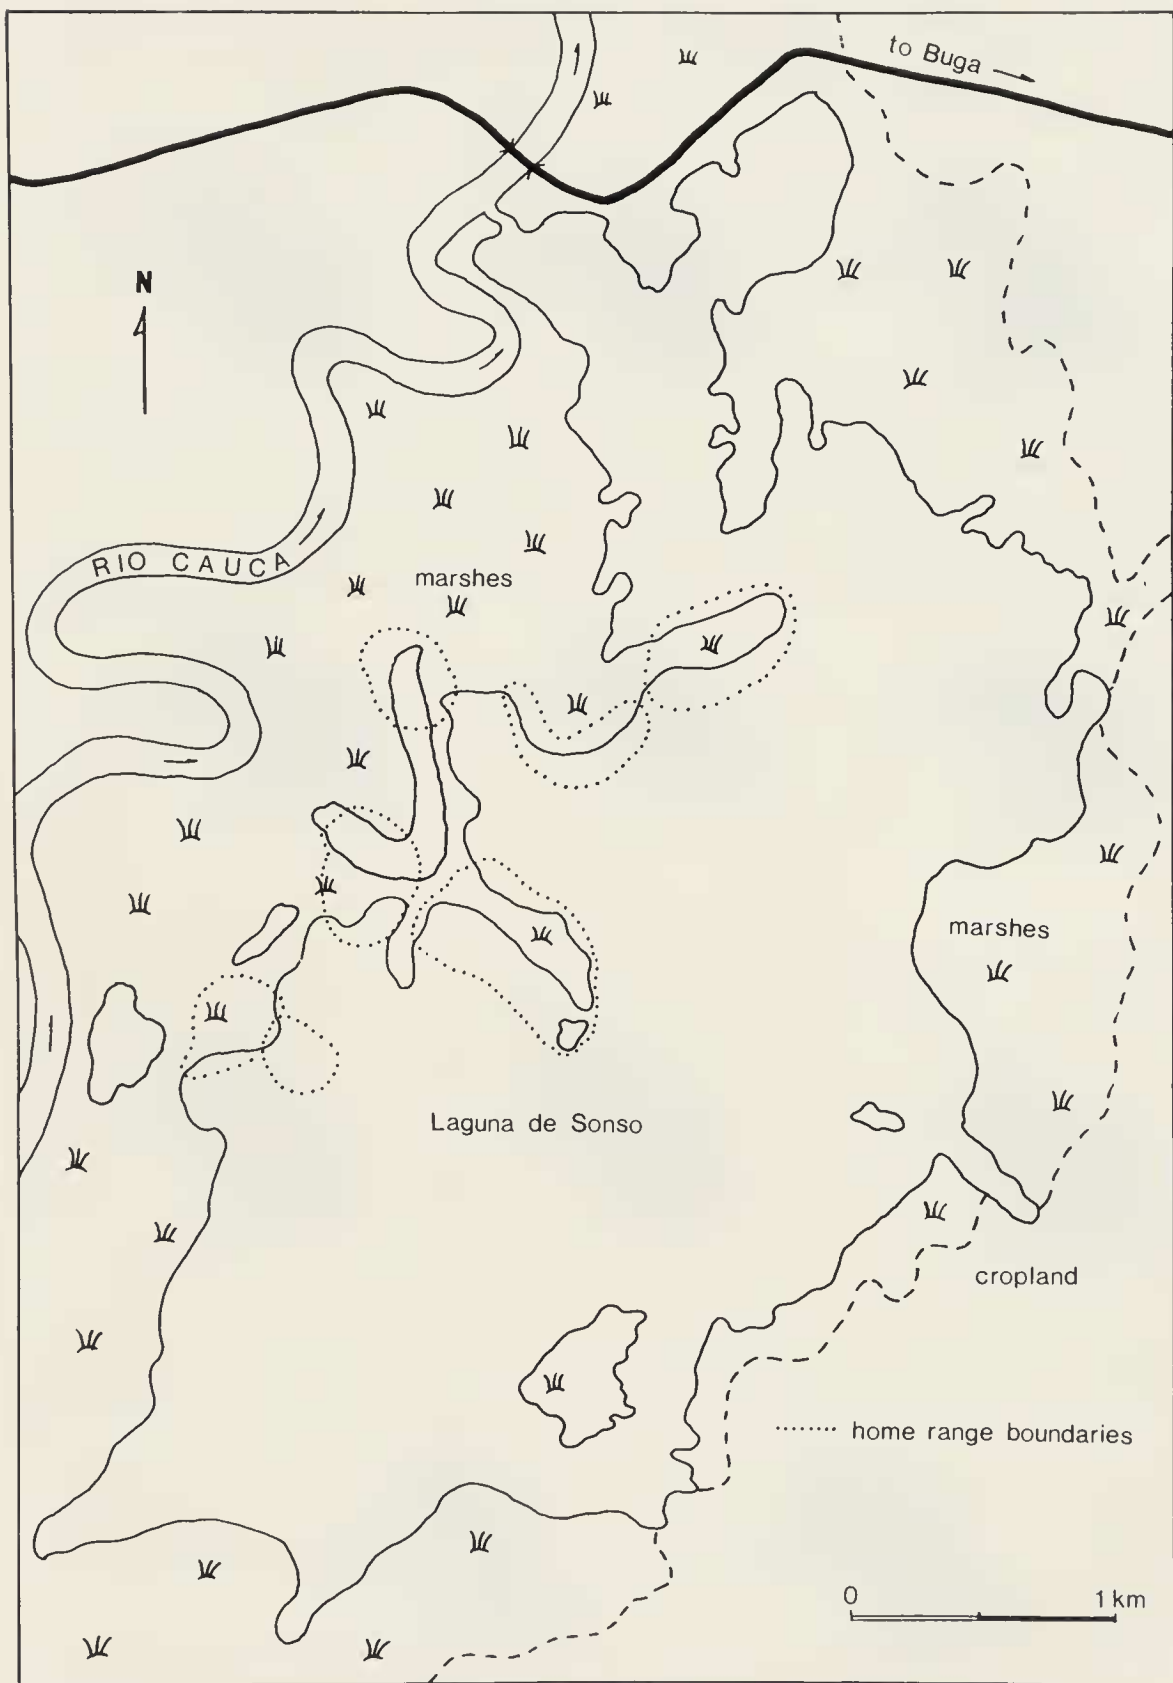 to Buga
N
RIO CAUCA
marshes
marshes
Laguna de Sonso
cropland
home range boundaries
0 1 km